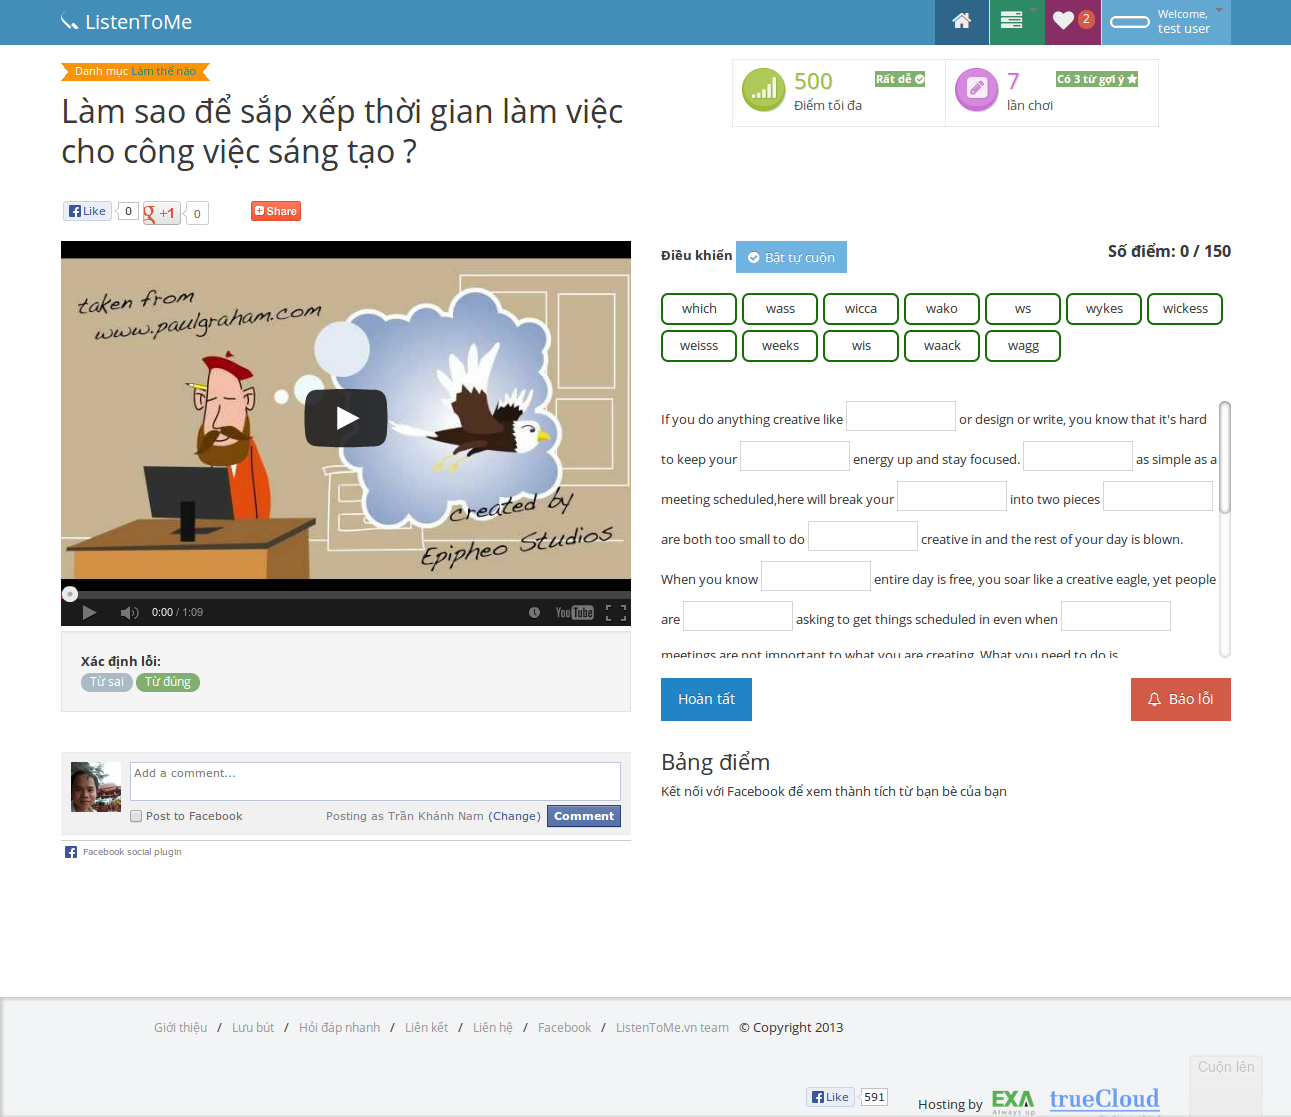 ListenToMe
2
Welcome,
test user
Danh mục Làm thế nào
Làm sao để sắp xếp thời gian làm việc
cho công việc sáng tạo ?
500
Điểm tối đa
Rất dễ
7
lần chơi
Có 3 từ gợi ý
Like 0
+1 0
Share
taken from
www.paulgraham.com
created by
Epipheo Studios
0:00 / 1:09
YouTube
Xác định lỗi:
Từ sai Từ đúng
Điều khiển Bật tự cuộn
Số điểm: 0 / 150
which wass wicca wako ws wykes wickess
weisss weeks wis waack wagg
If you do anything creative like or design or write, you know that it's hard
to keep your energy up and stay focused. as simple as a
meeting scheduled,here will break your into two pieces
are both too small to do creative in and the rest of your day is blown.
When you know entire day is free, you soar like a creative eagle, yet people
are asking to get things scheduled in even when
meetings are not important to what you are creating. What you need to do is
Hoàn tất
Báo lỗi
Bảng điểm
Kết nối với Facebook để xem thành tích từ bạn bè của bạn
Add a comment...
Post to Facebook
Posting as Trần Khánh Nam (Change) Comment
Facebook social plugin
Giới thiệu / Lưu bút / Hỏi đáp nhanh / Liên kết / Liên hệ / Facebook / ListenToMe.vn team © Copyright 2013
Cuộn lên
Like 591
Hosting by
EXA
Always up
trueCloud